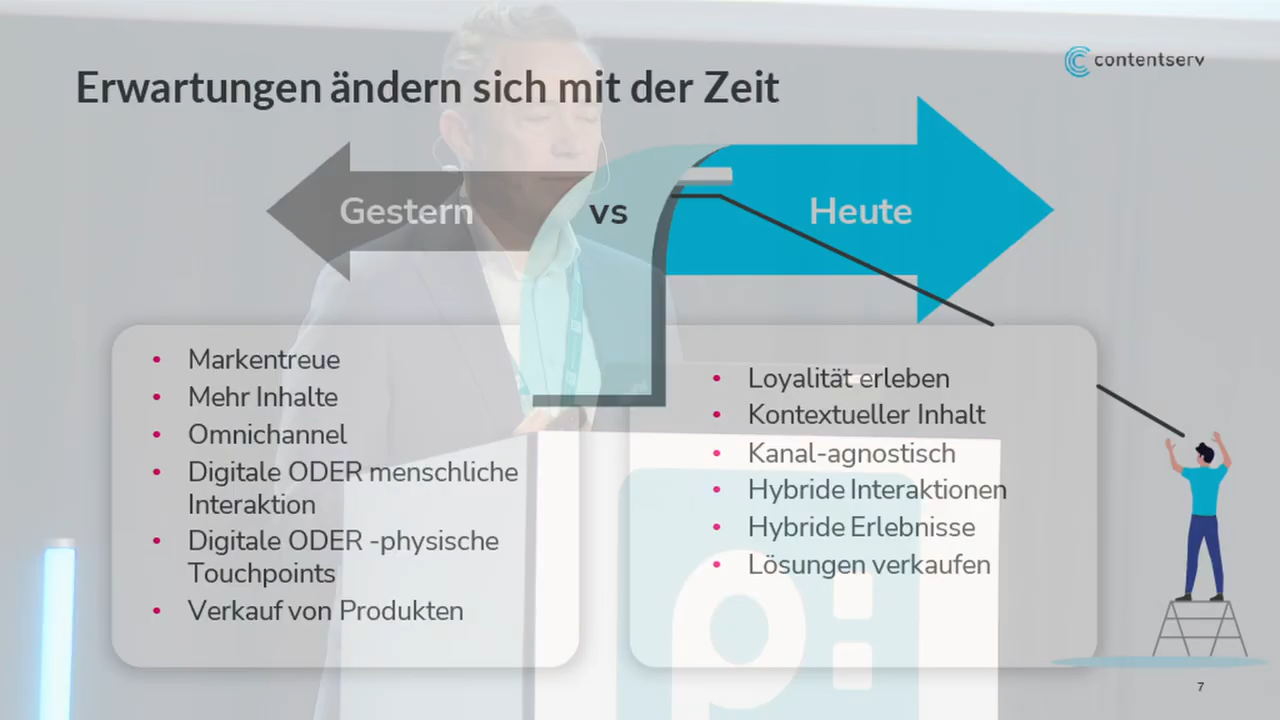 contentserv
Erwartungen ändern sich mit der Zeit
Gestern
vs
Heute
• Markentreue
• Mehr Inhalte
• Omnichannel
• Digitale ODER menschliche
Interaktion
• Digitale ODER -physische
Touchpoints
• Verkauf von Produkten
• Loyalität erleben
• Kontextueller Inhalt
• Kanal-agnostisch
• Hybride Interaktionen
• Hybride Erlebnisse
• Lösungen verkaufen
p:
7